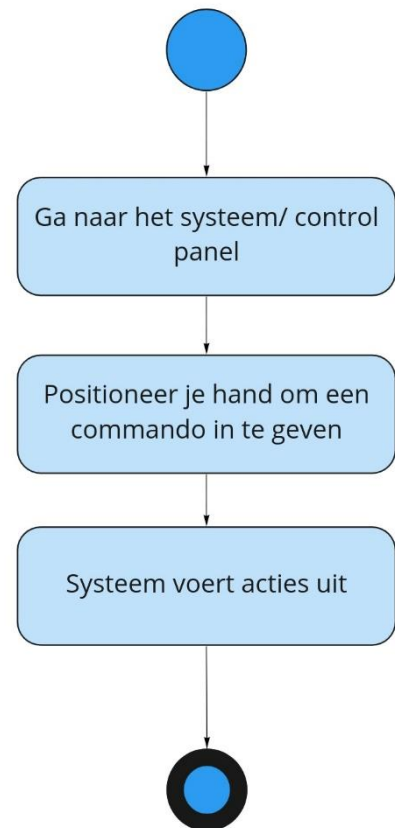 Ga naar het systeem/ control
panel
Positioneer je hand om een
commando in te geven
Systeem voert acties uit